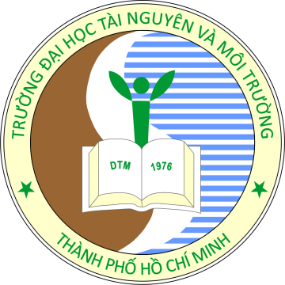 TRƯỜNG ĐẠI HỌC TÀI NGUYÊN VÀ MÔI TRƯỜNG
DTM 1976
THÀNH PHỐ HỒ CHÍ MINH